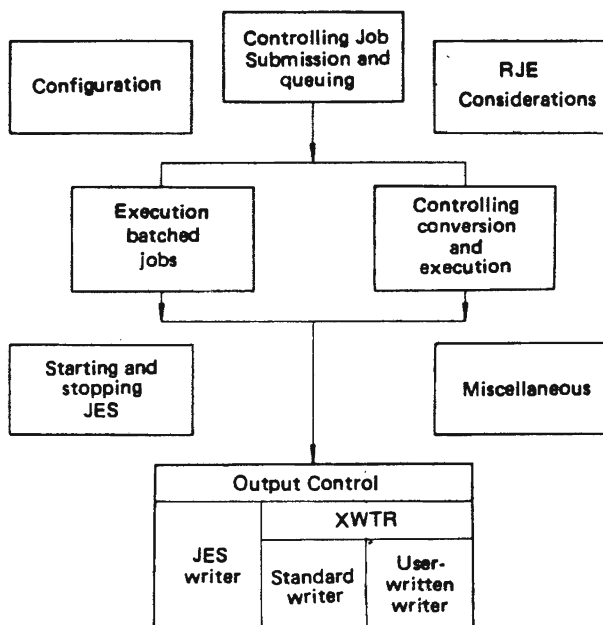 Controlling Job
Submission and
queuing
Configuration
RJE
Considerations
Execution
batched
jobs
Controlling
conversion
and
execution
Starting and
stopping
JES
Miscellaneous
Output Control
JES
writer
XWTR
Standard
writer
User-
written
writer